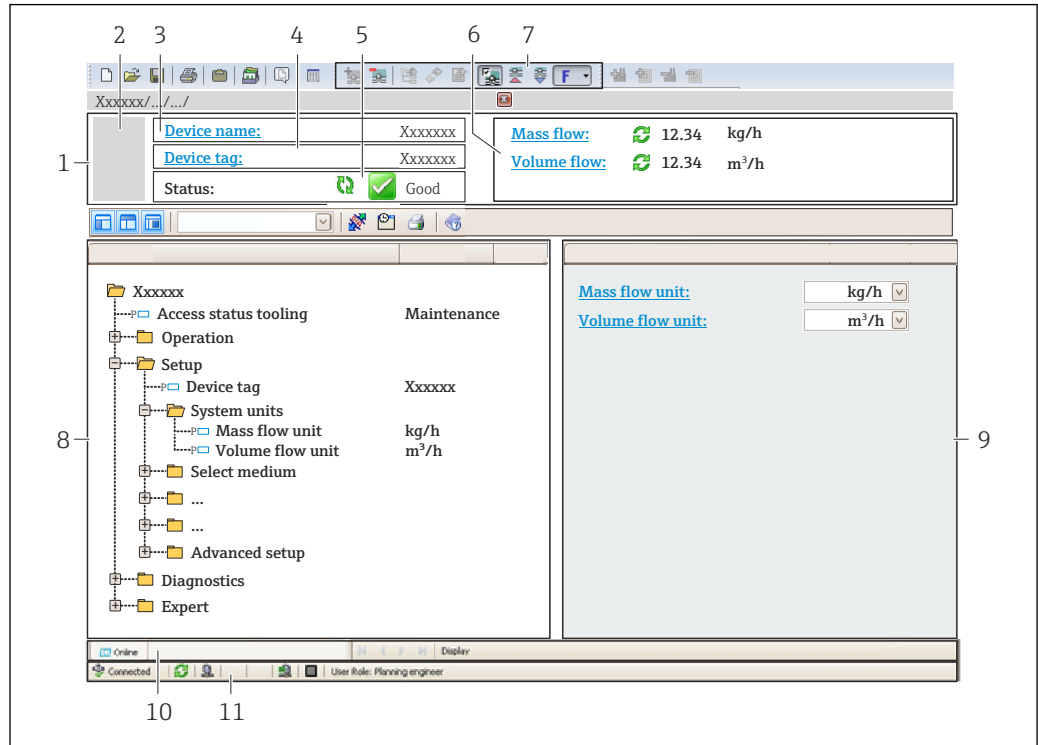 2 3 4 5 6 7
F
Xxxxxx/.../.../
1
Device name: Xxxxxxx
Device tag: Xxxxxxx
Status: Good
Mass flow: 12.34 kg/h
Volume flow: 12.34 m³/h
Xxxxxx
P Access status tooling Maintenance
Operation
Setup
P Device tag Xxxxxx
System units
P Mass flow unit kg/h
P Volume flow unit m³/h
Select medium
...
...
Advanced setup
Diagnostics
Expert
8
Mass flow unit: kg/h
Volume flow unit: m³/h
9
Online Display
Connected User Role: Planning engineer
10 11